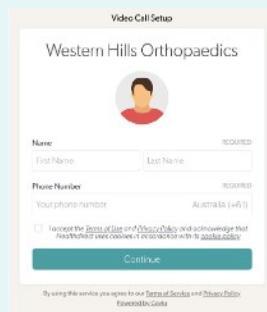 Video Call Setup
Western Hills Orthopaedics
Name REQUIRED
First Name Last Name
Phone Number REQUIRED
Your phone number Australia (+61)
I accept the Terms of Use and Privacy Policy and acknowledge that
Healthdirect uses cookies in accordance with its cookie policy
Continue
By using this service you agree to our Terms of Service and Privacy Policy
Powered by Coviu